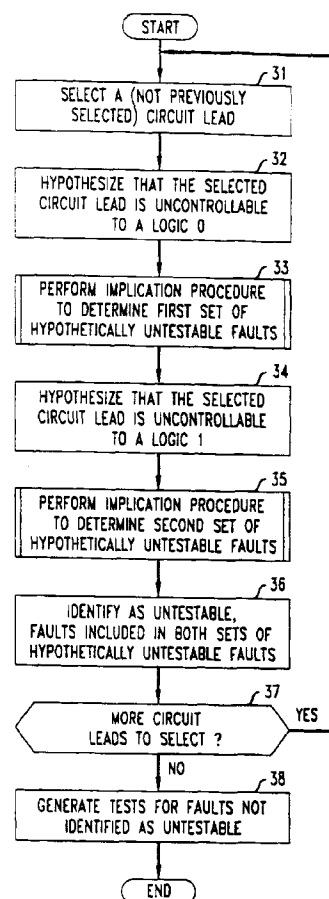 START
31
SELECT A (NOT PREVIOUSLY
SELECTED) CIRCUIT LEAD
32
HYPOTHESIZE THAT THE SELECTED
CIRCUIT LEAD IS UNCONTROLLABLE
TO A LOGIC 0
33
PERFORM IMPLICATION PROCEDURE
TO DETERMINE FIRST SET OF
HYPOTHETICALLY UNTESTABLE FAULTS
34
HYPOTHESIZE THAT THE SELECTED
CIRCUIT LEAD IS UNCONTROLLABLE
TO A LOGIC 1
35
PERFORM IMPLICATION PROCEDURE
TO DETERMINE SECOND SET OF
HYPOTHETICALLY UNTESTABLE FAULTS
36
IDENTIFY AS UNTESTABLE,
FAULTS INCLUDED IN BOTH SETS OF
HYPOTHETICALLY UNTESTABLE FAULTS
37
MORE CIRCUIT
LEADS TO SELECT ?
YES
NO
38
GENERATE TESTS FOR FAULTS NOT
IDENTIFIED AS UNTESTABLE
END